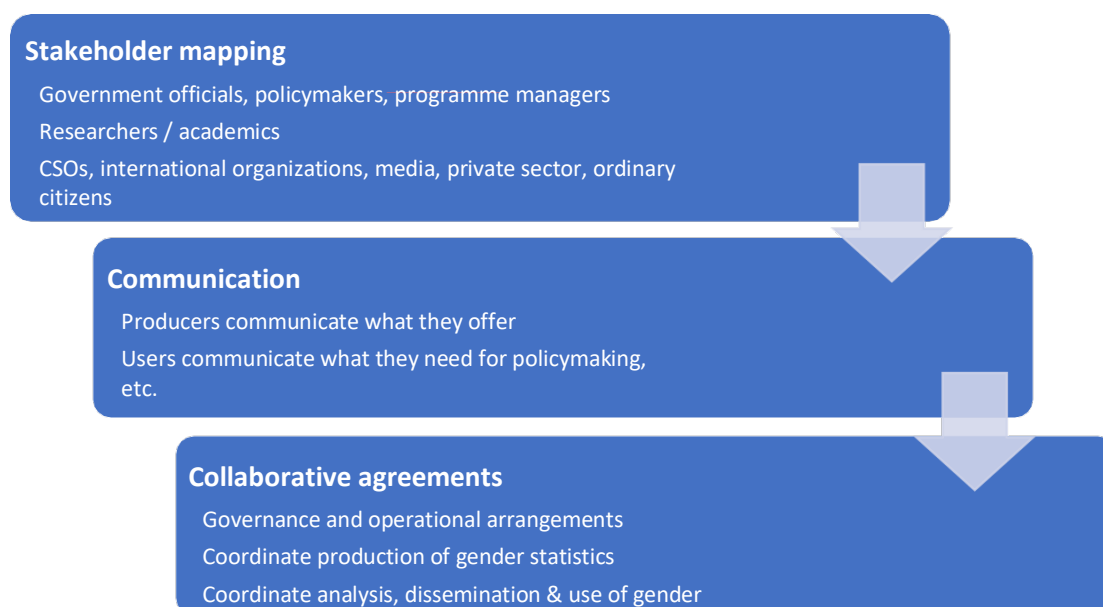 Stakeholder mapping
Government officials, policymakers, programme managers
Researchers / academics
CSOs, international organizations, media, private sector, ordinary
citizens
Communication
Producers communicate what they offer
Users communicate what they need for policymaking,
etc.
Collaborative agreements
Governance and operational arrangements
Coordinate production of gender statistics
Coordinate analysis, dissemination & use of gender